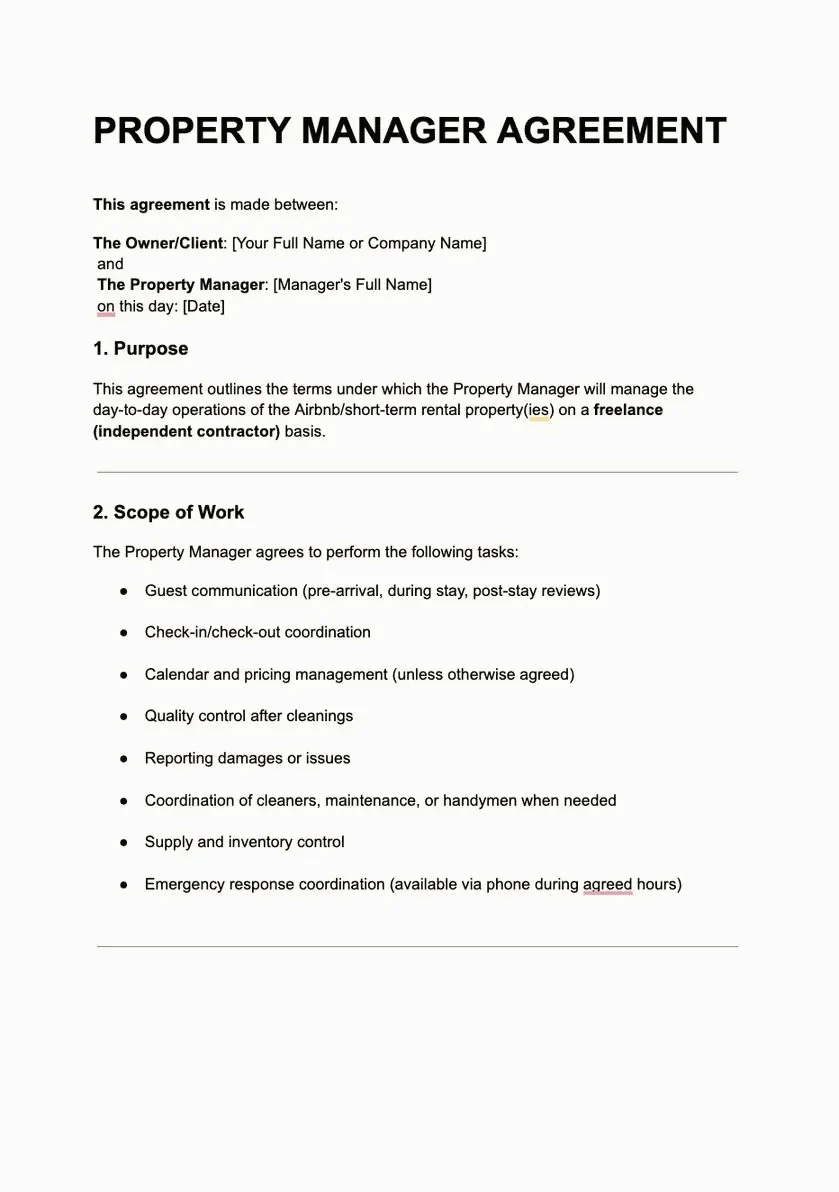 PROPERTY MANAGER AGREEMENT
This agreement is made between:
The Owner/Client: [Your Full Name or Company Name]
and
The Property Manager: [Manager's Full Name]
on this day: [Date]
1. Purpose
This agreement outlines the terms under which the Property Manager will manage the
day-to-day operations of the Airbnb/short-term rental property(ies) on a freelance
(independent contractor) basis.
2. Scope of Work
The Property Manager agrees to perform the following tasks:
● Guest communication (pre-arrival, during stay, post-stay reviews)
● Check-in/check-out coordination
● Calendar and pricing management (unless otherwise agreed)
● Quality control after cleanings
● Reporting damages or issues
● Coordination of cleaners, maintenance, or handymen when needed
● Supply and inventory control
● Emergency response coordination (available via phone during agreed hours)